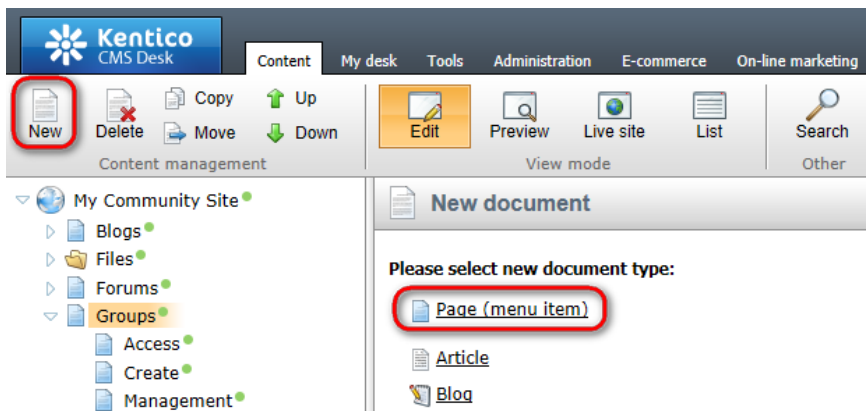 Kentico
CMS Desk
Content My desk Tools Administration E-commerce On-line marketing
New Delete Copy Move Up Down Edit Preview Live site List Search
Content management View mode Other
My Community Site
Blogs
Files
Forums
Groups
Access
Create
Management
New document
Please select new document type:
Page (menu item)
Article
Blog